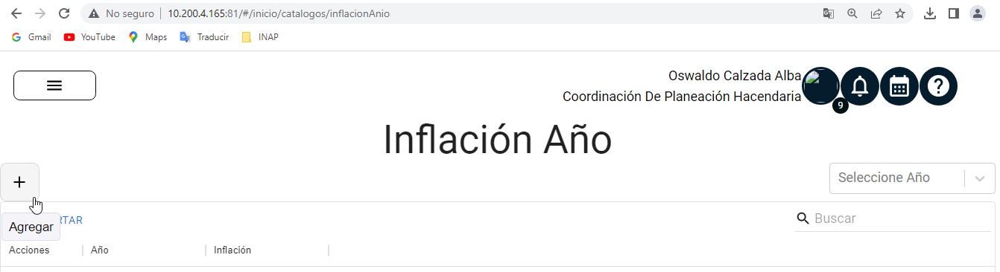 No seguro
10.200.4.165:81/#/inicio/catalogos/inflacionAnio
Gmail
YouTube
Maps
Traducir
INAP
Oswaldo Calzada Alba
Coordinación De Planeación Hacendaria
9
Inflación Año
Seleccione Año
RTAR
Buscar
Agregar
Acciones
Año
Inflación